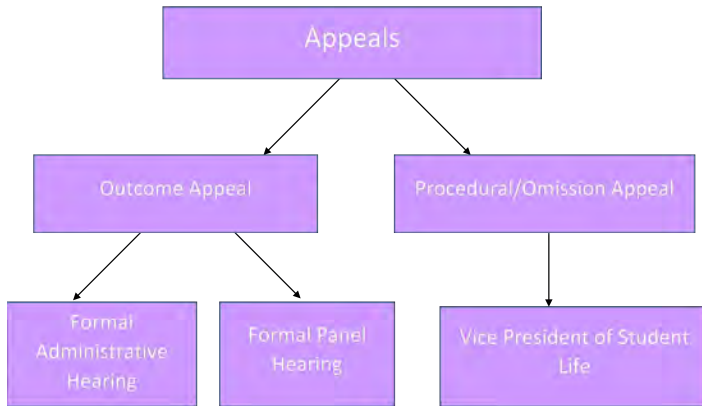 Appeals
Outcome Appeal
Procedural/Omission Appeal
Formal
Administrative
Hearing
Formal Panel
Hearing
Vice President of Student
Life